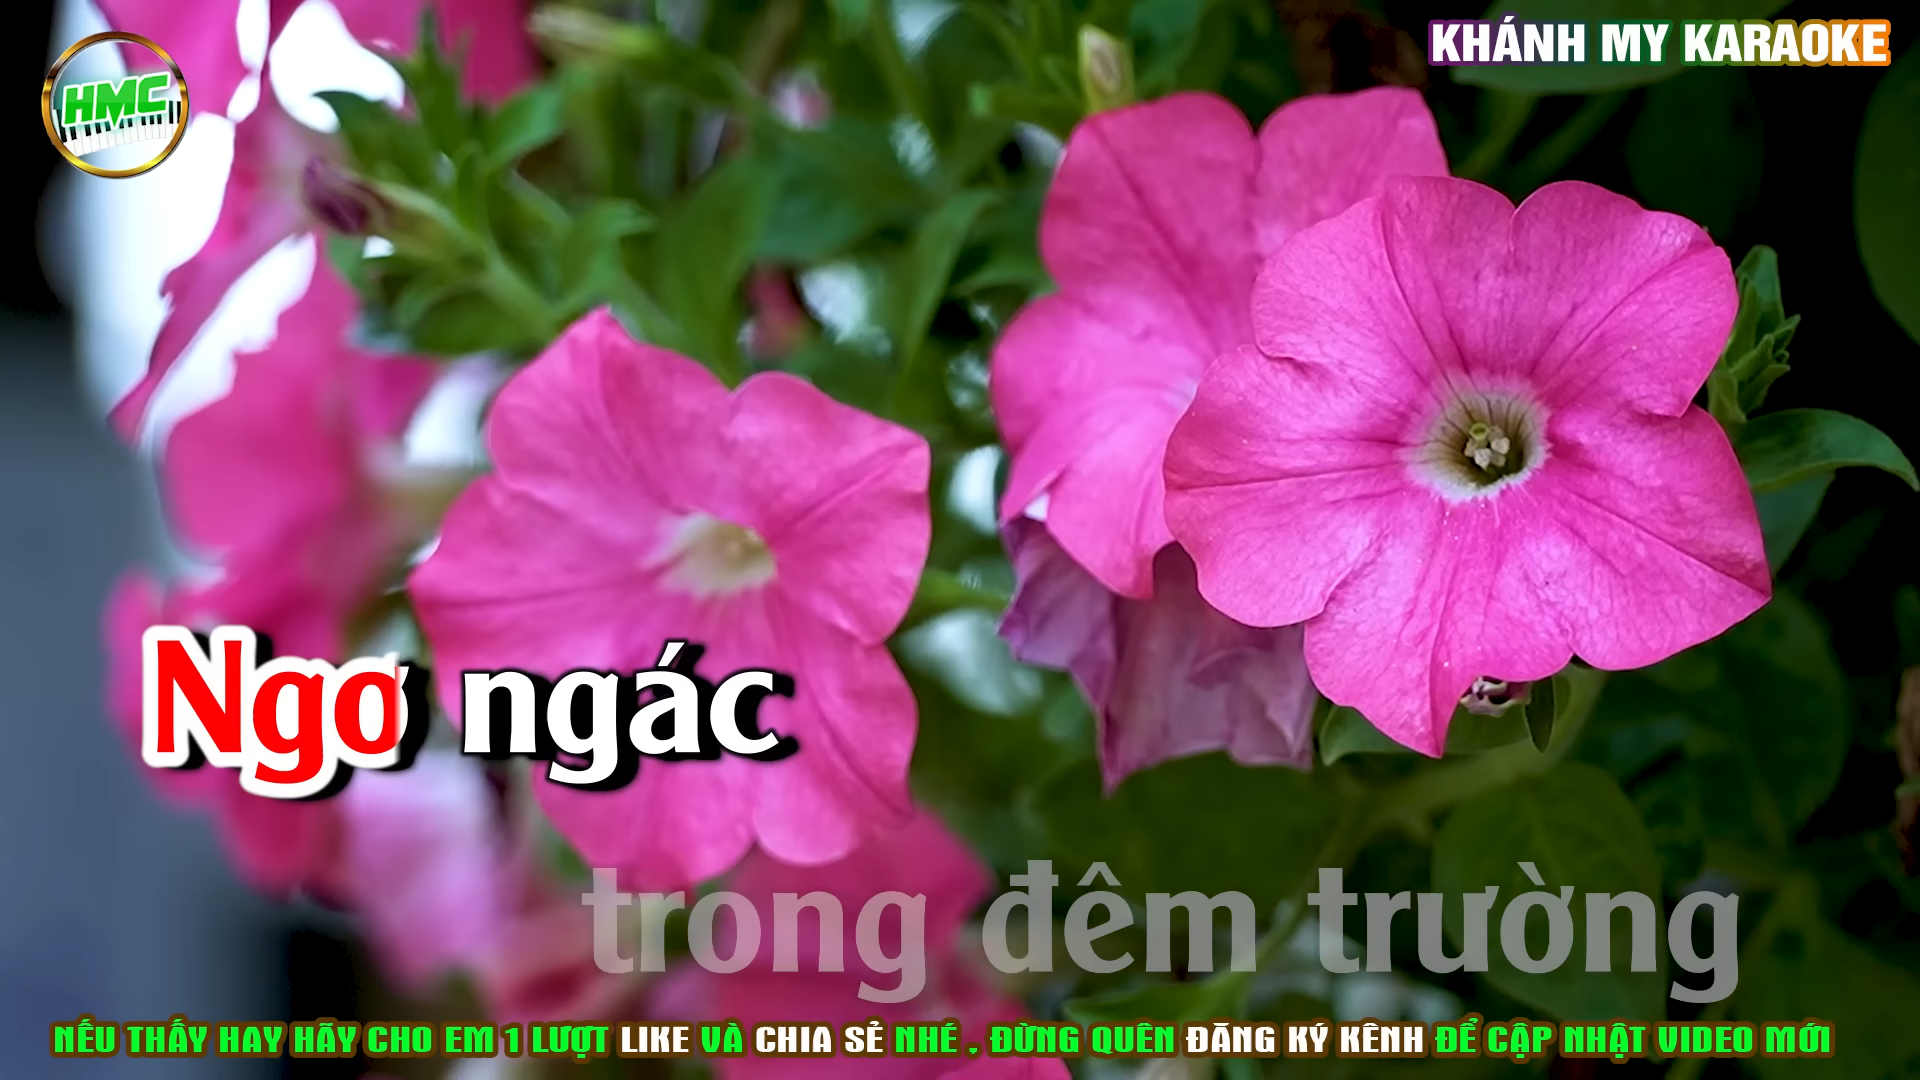 KHÁNH MY KARAOKE
HMC
Ngơ ngác
trong đêm trường
NẾU THẤY HAY HÃY CHO EM 1 LƯỢT LIKE VÀ CHIA SẺ NHÉ , ĐỪNG QUÊN ĐĂNG KÝ KÊNH ĐỂ CẬP NHẬT VIDEO MỚI